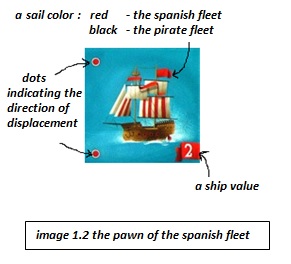 a sail color : red - the spanish fleet
black - the pirate fleet
dots
indicating the
direction of
displacement
2
a ship value
image 1.2 the pawn of the spanish fleet